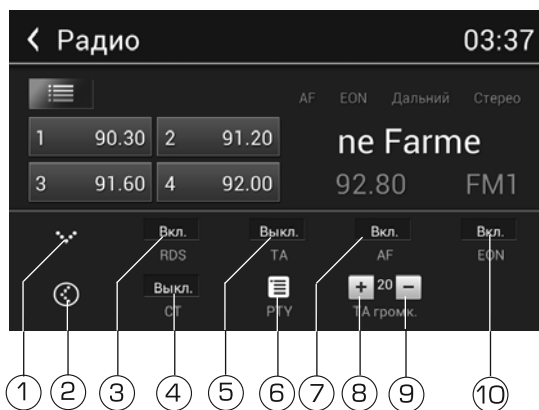 Радио 03:37
AF EON Дальний Стерео
1 90.30 2 91.20
ne Farme
3 91.60 4 92.00
92.80 FM1
Вкл. Выкл. Вкл. Вкл.
RDS TA AF EON
Выкл. + 20 −
CT PTY TA громк.
1 2 3 4 5 6 7 8 9 10